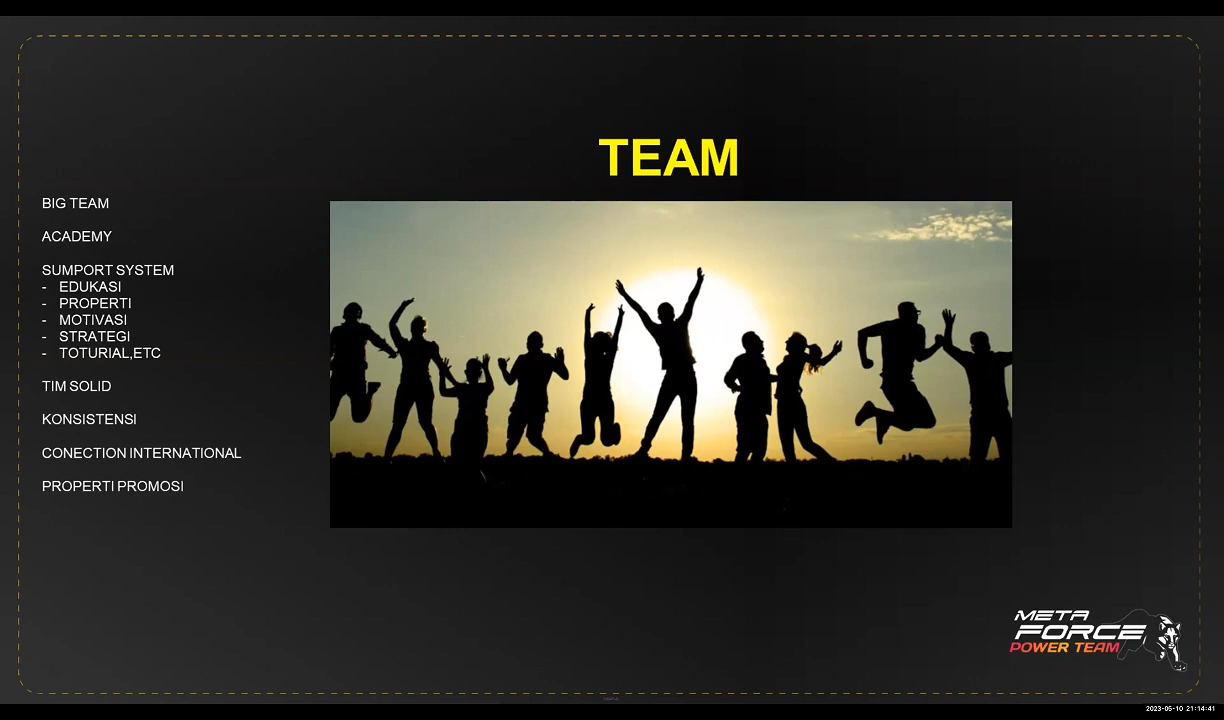 TEAM
BIG TEAM
ACADEMY
SUMPORT SYSTEM
- EDUKASI
- PROPERTI
- MOTIVASI
- STRATEGI
- TOTURIAL,ETC
TIM SOLID
KONSISTENSI
CONECTION INTERNATIONAL
PROPERTI PROMOSI
META
FORCE
POWER TEAM
2023-05-10 21:14:41